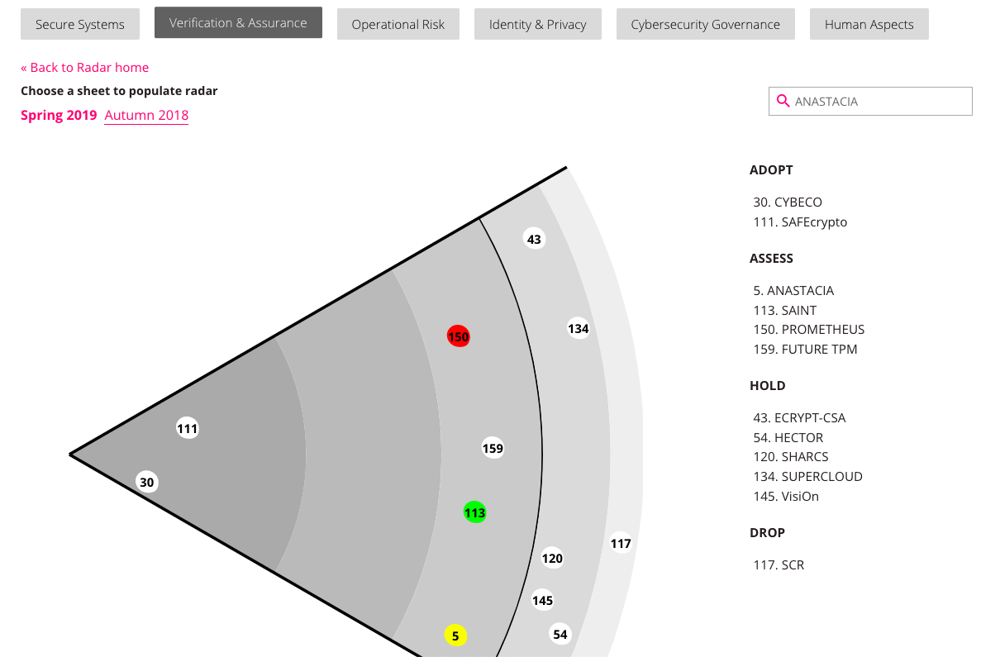 Secure Systems
Verification & Assurance
Operational Risk
Identity & Privacy
Cybersecurity Governance
Human Aspects
« Back to Radar home
Choose a sheet to populate radar
Spring 2019 Autumn 2018
ANASTACIA
43
134
150
111
159
30
113
117
120
145
5
54
ADOPT
30. CYBECO
111. SAFEcrypto
ASSESS
5. ANASTACIA
113. SAINT
150. PROMETHEUS
159. FUTURE TPM
HOLD
43. ECRYPT-CSA
54. HECTOR
120. SHARCS
134. SUPERCLOUD
145. VisiOn
DROP
117. SCR